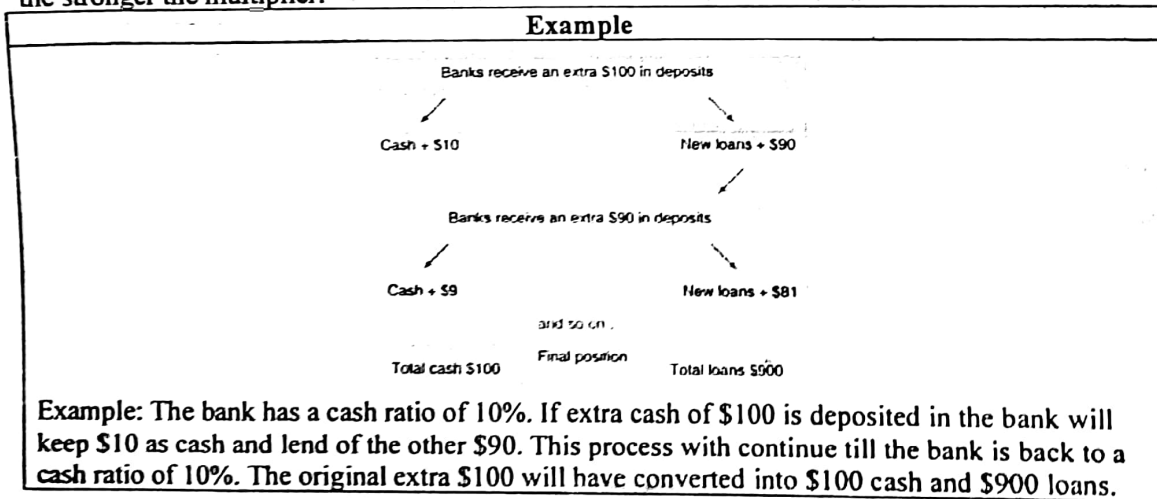 the stronger the multiplier.
Example
Banks receive an extra $100 in deposits
Cash + $10
New loans + $90
Banks receive an extra $90 in deposits
Cash + $9
New loans + $81
and so on .
Final position
Total cash $100
Total loans $900
Example: The bank has a cash ratio of 10%. If extra cash of $100 is deposited in the bank will
keep $10 as cash and lend of the other $90. This process with continue till the bank is back to a
cash ratio of 10%. The original extra $100 will have converted into $100 cash and $900 loans.